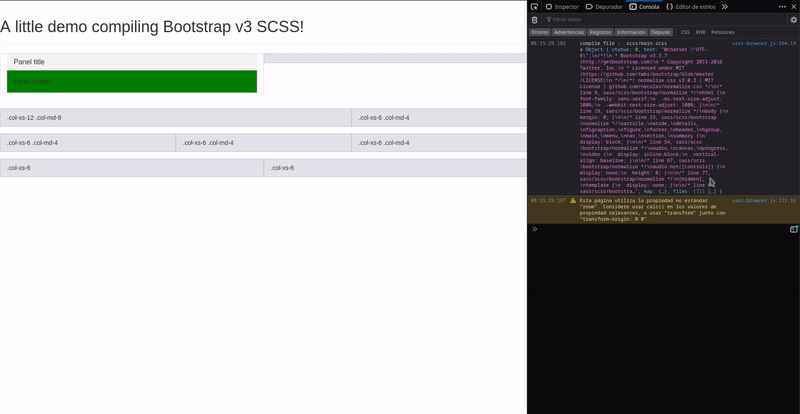 A little demo compiling Bootstrap v3 SCSS!
Panel title
Panel content
.col-xs-12 .col-md-8
.col-xs-6 .col-md-4
.col-xs-6 .col-md-4
.col-xs-6 .col-md-4
.col-xs-6 .col-md-4
.col-xs-6
.col-xs-6
Inspector
Depurador
Consola
Editor de estilos
Filtrar salida
Errores
Advertencias
Registros
Información
Depurar
CSS
XHR
Peticiones
compile file : scss/main.scss
sass-browser.js:164:19
Object { status: 0, text: "@charset \"UTF-
8\";\n/*!\n * Bootstrap v3.3.7
(http://getbootstrap.com)\n * Copyright 2011-2016
Twitter, Inc.\n * Licensed under MIT
(https://github.com/twbs/bootstrap/blob/master
/LICENSE)\n */\n/*! normalize.css v3.0.3 | MIT
License | github.com/necolas/normalize.css */\n/*
line 9, sass/scss/bootstrap/normalize */\nhtml {\n
font-family: sans-serif;\n -ms-text-size-adjust:
100%;\n -webkit-text-size-adjust: 100%; }\n\n/*
line 19, sass/scss/bootstrap/normalize */\nbody {\n
margin: 0; }\n\n/* line 33, sass/scss/bootstrap
/normalize */\narticle,\naside,\ndetails,
\nfigcaption,\nfigure,\nfooter,\nheader,\nhgroup,
\nmain,\nmenu,\nnav,\nsection,\nsummary {\n
display: block; }\n\n/* line 54, sass/scss
/bootstrap/normalize */\naudio,\ncanvas,\nprogress,
\nvideo {\n display: inline-block;\n vertical-
align: baseline; }\n\n/* line 67, sass/scss
/bootstrap/normalize */\naudio:not([controls]) {\n
display: none;\n height: 0; }\n\n/* line 77,
sass/scss/bootstrap/normalize */\n[hidden],
\ntemplate {\n display: none; }\n\n/* line
sass/scss/bootstra…", map: {…}, files: (7)[ […] ]
Esta página utiliza la propiedad no estándar
sass-browser.js:171:16
"zoom". Considere usar calc() en los valores de
propiedad relevantes, o usar "transform" junto con
"transform-origin: 0 0".